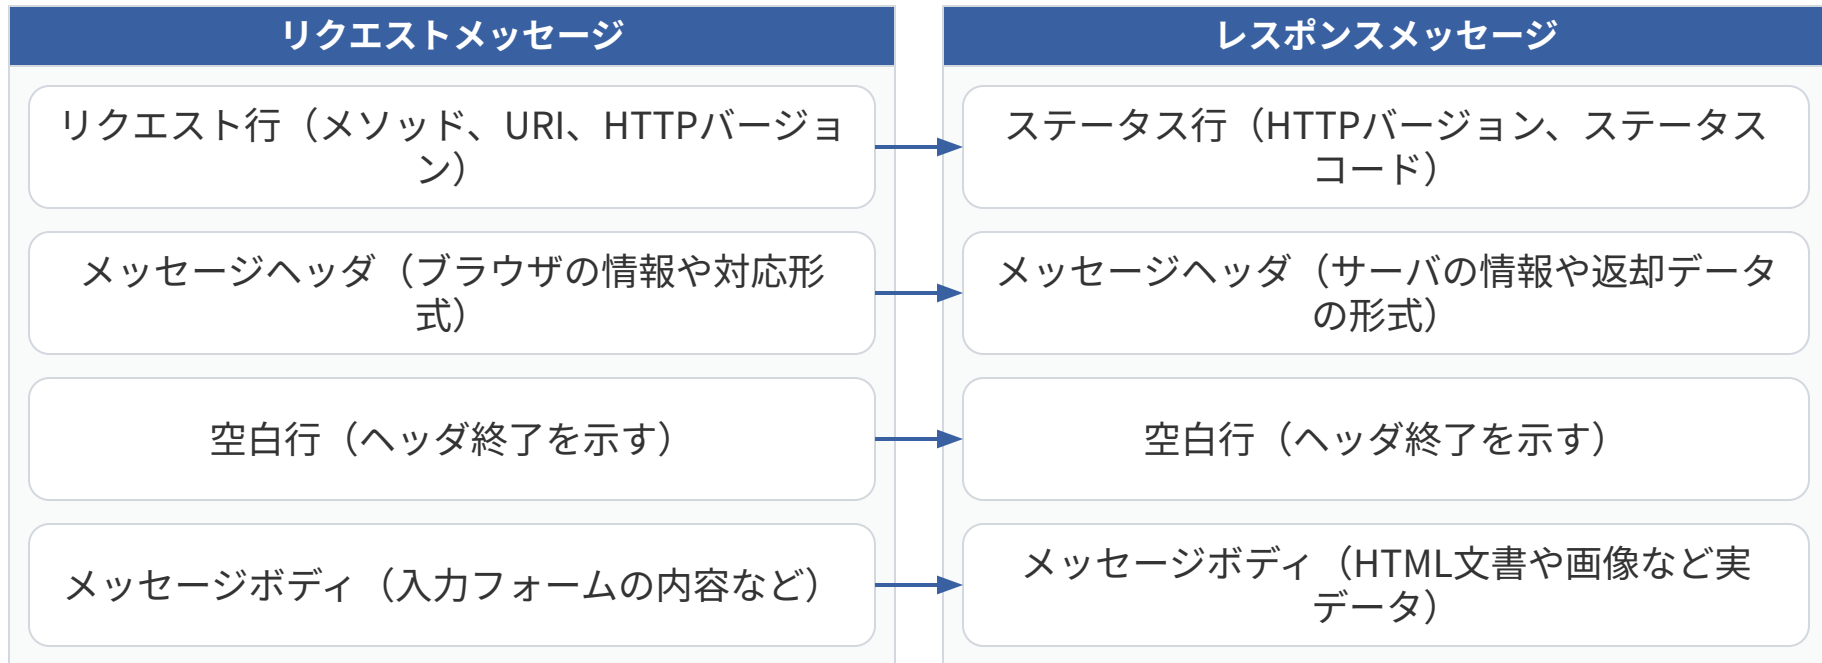 リクエストメッセージ
リクエスト行（メソッド、URI、HTTPバージョ
ン）
メッセージヘッダ（ブラウザの情報や対応形
式）
空白行（ヘッダ終了を示す）
メッセージボディ（入力フォームの内容など）
レスポンスメッセージ
ステータス行（HTTPバージョン、ステータス
コード）
メッセージヘッダ（サーバの情報や返却データ
の形式）
空白行（ヘッダ終了を示す）
メッセージボディ（HTML文書や画像など実
データ）